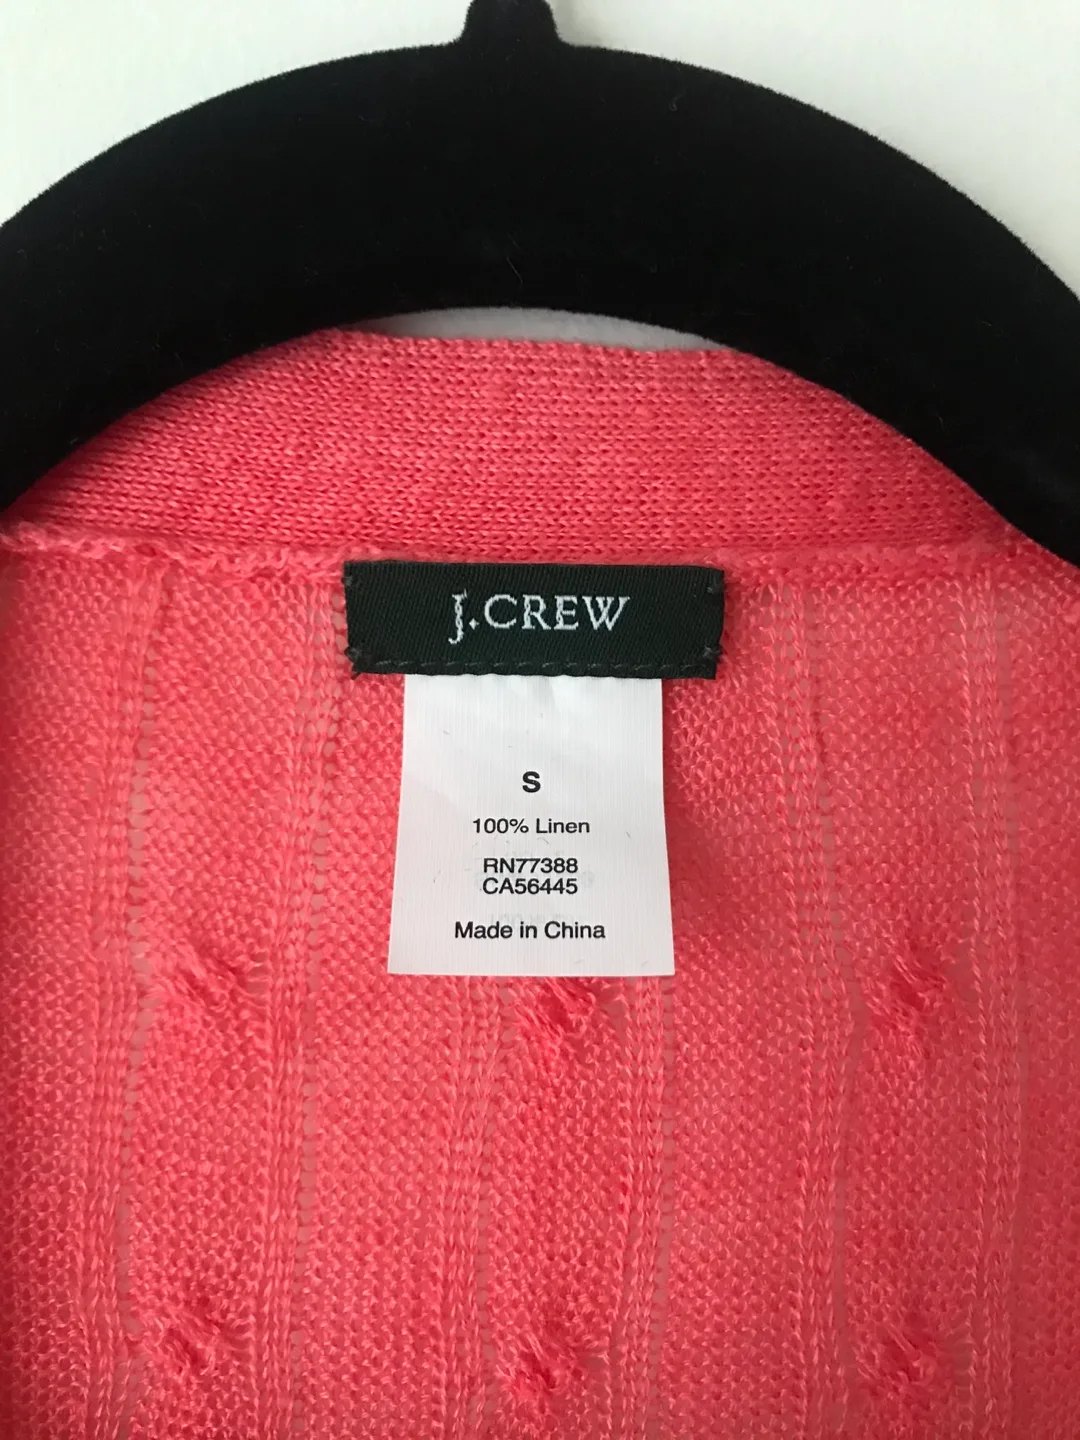 J.CREW
S
100% Linen
RN77388
CA56445
Made in China